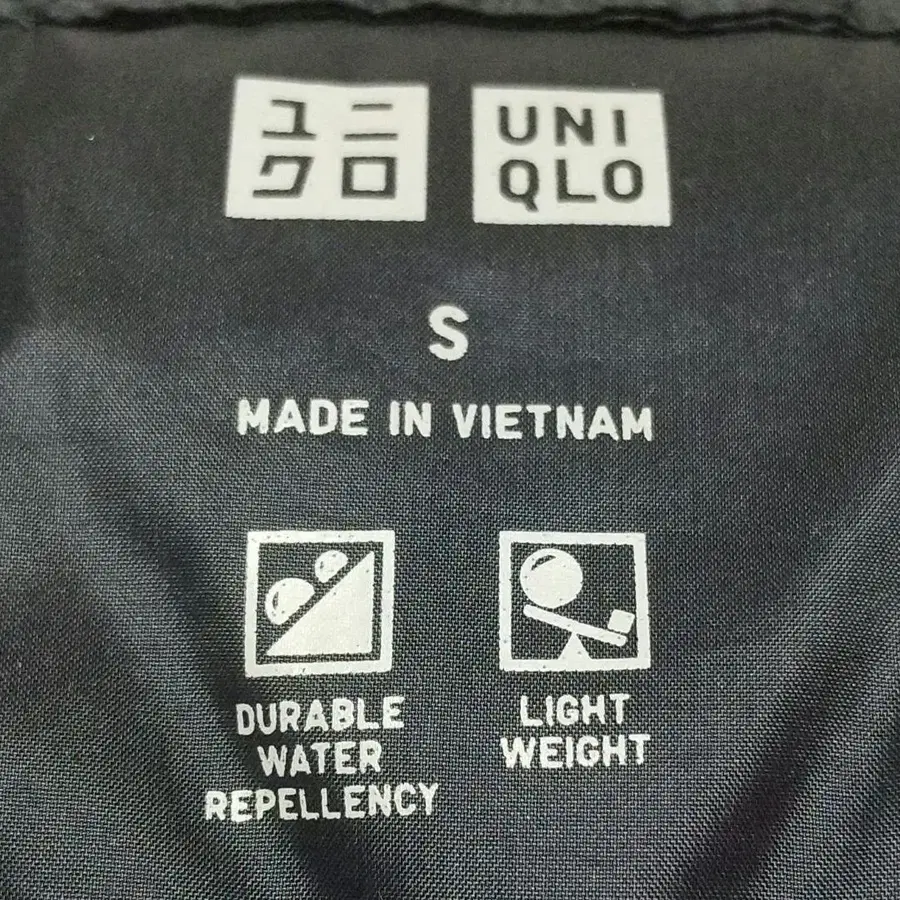 ユニ
クロ
UNI
QLO
S
MADE IN VIETNAM
DURABLE
WATER
REPELLENCY
LIGHT
WEIGHT